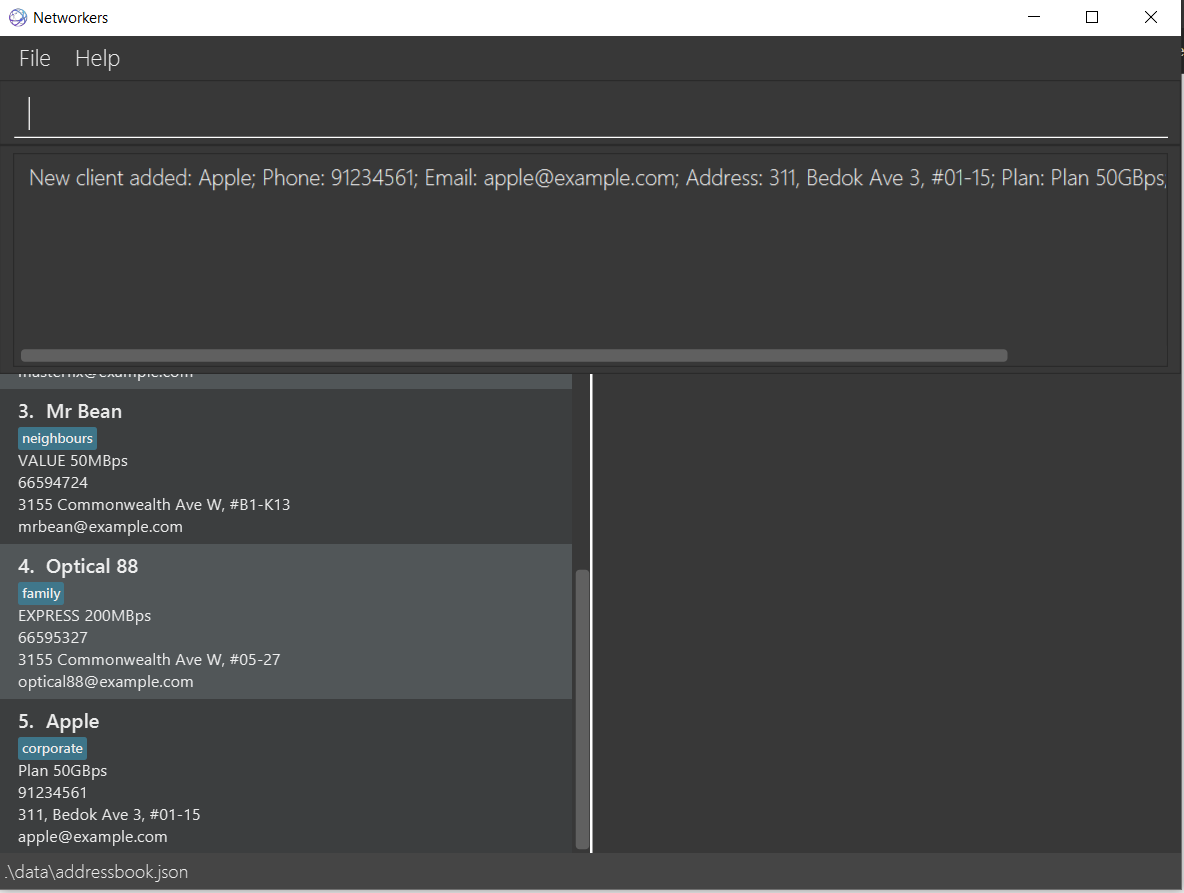 Networkers
File Help
New client added: Apple; Phone: 91234561; Email: apple@example.com; Address: 311, Bedok Ave 3, #01-15; Plan: Plan 50GBps;
3. Mr Bean
neighbours
VALUE 50MBps
66594724
3155 Commonwealth Ave W, #B1-K13
mrbean@example.com
4. Optical 88
family
EXPRESS 200MBps
66595327
3155 Commonwealth Ave W, #05-27
optical88@example.com
5. Apple
corporate
Plan 50GBps
91234561
311, Bedok Ave 3, #01-15
apple@example.com
.\data\addressbook.json